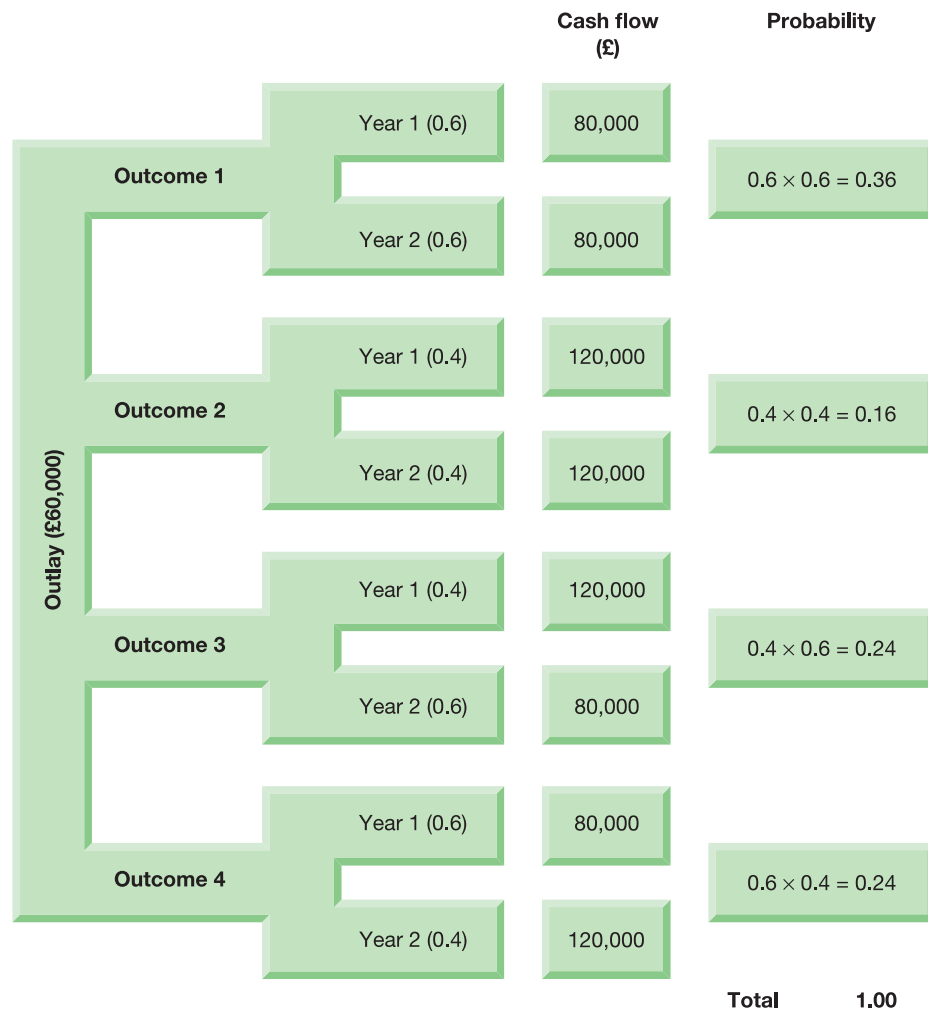 Cash flow
(£)
Probability
Year 1 (0.6)
80,000
Outcome 1
0.6 × 0.6 = 0.36
Year 2 (0.6)
80,000
Year 1 (0.4)
120,000
Outcome 2
0.4 × 0.4 = 0.16
Year 2 (0.4)
120,000
Outlay (£60,000)
Year 1 (0.4)
120,000
Outcome 3
0.4 × 0.6 = 0.24
Year 2 (0.6)
80,000
Year 1 (0.6)
80,000
Outcome 4
0.6 × 0.4 = 0.24
Year 2 (0.4)
120,000
Total 1.00